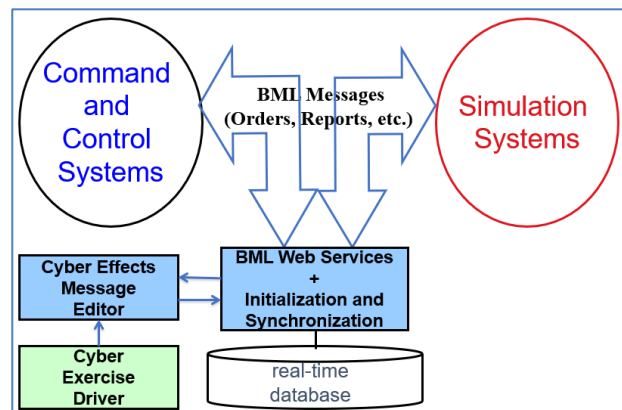 Command
and
Control
Systems
BML Messages
(Orders, Reports, etc.)
Simulation
Systems
Cyber Effects
Message
Editor
BML Web Services
+
Initialization and
Synchronization
Cyber
Exercise
Driver
real-time
database